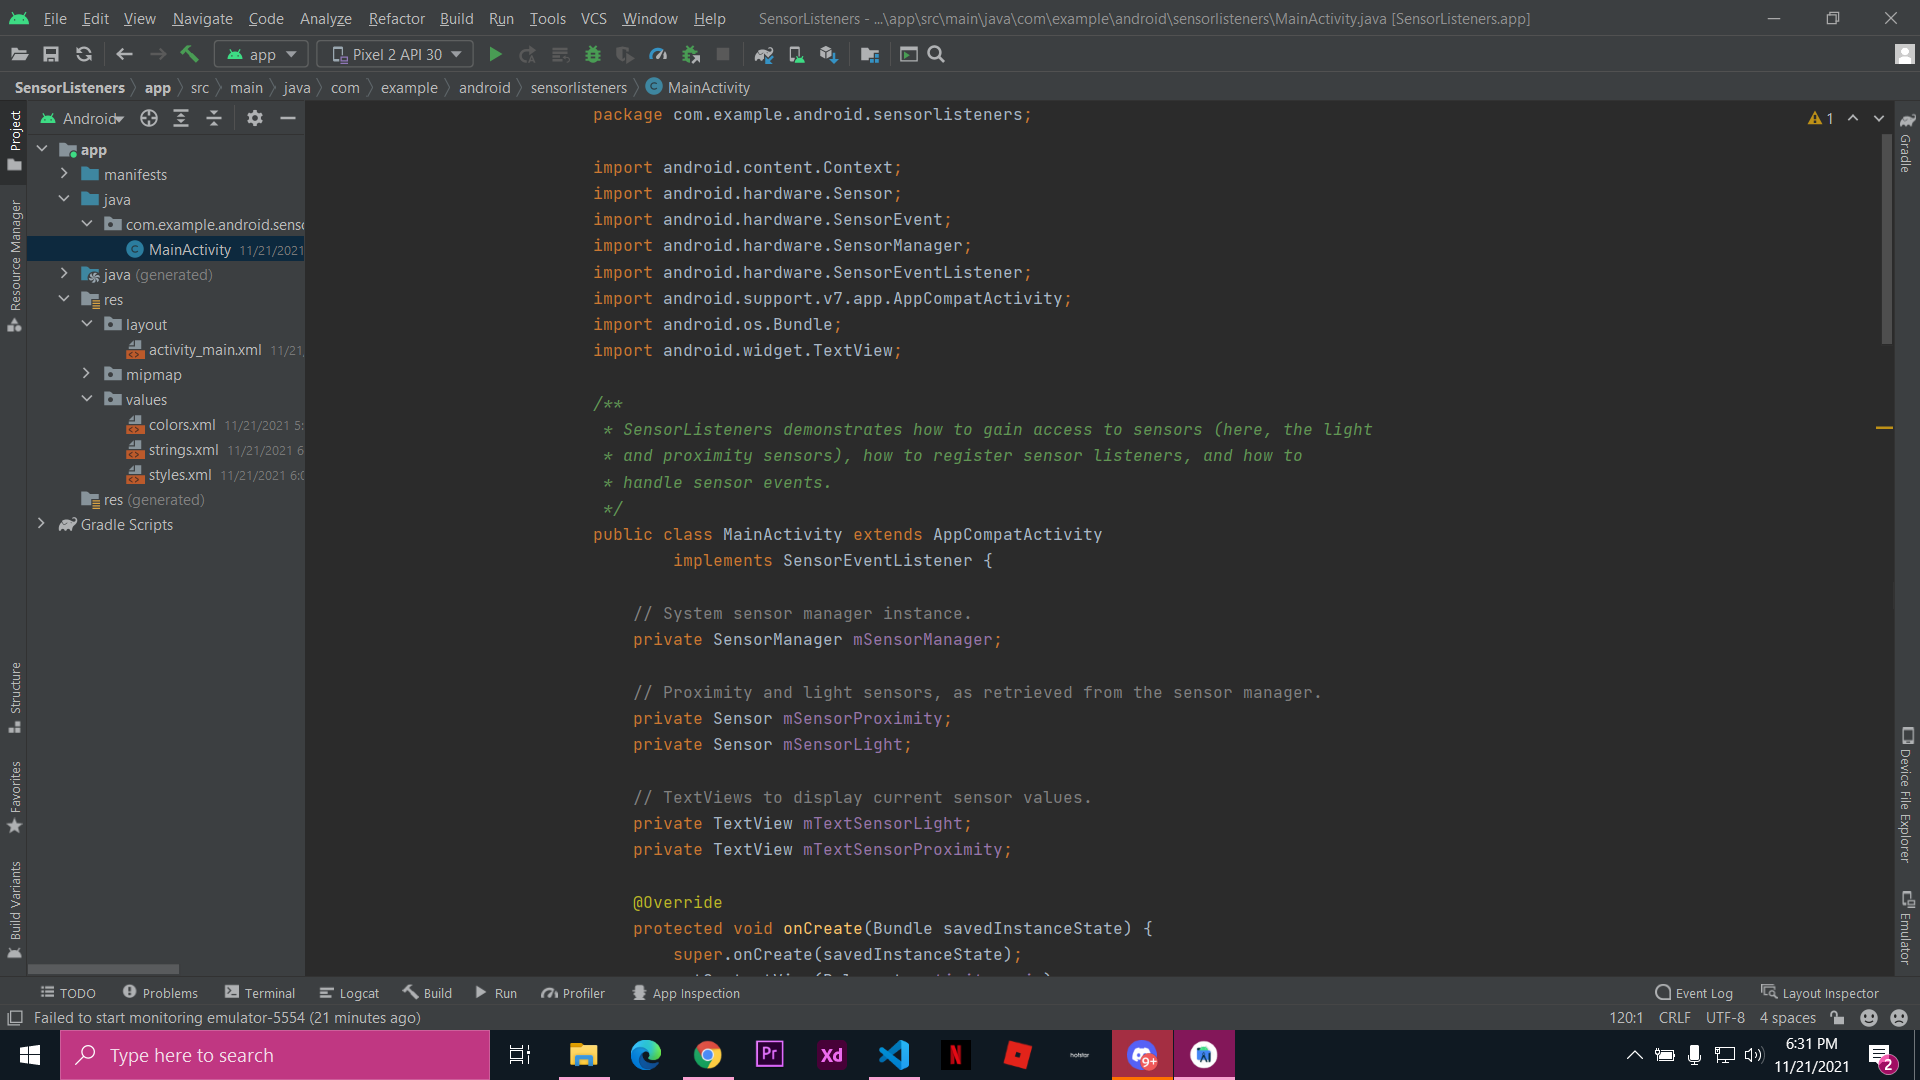 File Edit View Navigate Code Analyze Refactor Build Run Tools VCS Window Help SensorListeners - ...\app\src\main\java\com\example\android\sensorlisteners\MainActivity.java [SensorListeners.app]
app Pixel 2 API 30
SensorListeners app src main java com example android sensorlisteners MainActivity
Project
Resource Manager
Structure
Favorites
Build Variants
Android
app
manifests
java
com.example.android.senso
MainActivity 11/21/2021
java (generated)
res
layout
activity_main.xml 11/21,
mipmap
values
colors.xml 11/21/2021 5:
strings.xml 11/21/2021 6
styles.xml 11/21/2021 6:0
res (generated)
Gradle Scripts
package com.example.android.sensorlisteners;
import android.content.Context;
import android.hardware.Sensor;
import android.hardware.SensorEvent;
import android.hardware.SensorManager;
import android.hardware.SensorEventListener;
import android.support.v7.app.AppCompatActivity;
import android.os.Bundle;
import android.widget.TextView;
/**
* SensorListeners demonstrates how to gain access to sensors (here, the light
* and proximity sensors), how to register sensor listeners, and how to
* handle sensor events.
*/
public class MainActivity extends AppCompatActivity
implements SensorEventListener {
// System sensor manager instance.
private SensorManager mSensorManager;
// Proximity and light sensors, as retrieved from the sensor manager.
private Sensor mSensorProximity;
private Sensor mSensorLight;
// TextViews to display current sensor values.
private TextView mTextSensorLight;
private TextView mTextSensorProximity;
@Override
protected void onCreate(Bundle savedInstanceState) {
super.onCreate(savedInstanceState);
1
Gradle
Device File Explorer
Emulator
TODO Problems Terminal Logcat Build Run Profiler App Inspection Event Log Layout Inspector
Failed to start monitoring emulator-5554 (21 minutes ago) 120:1 CRLF UTF-8 4 spaces
Type here to search Pr Xd N hotstar 9+ 6:31 PM
11/21/2021 2